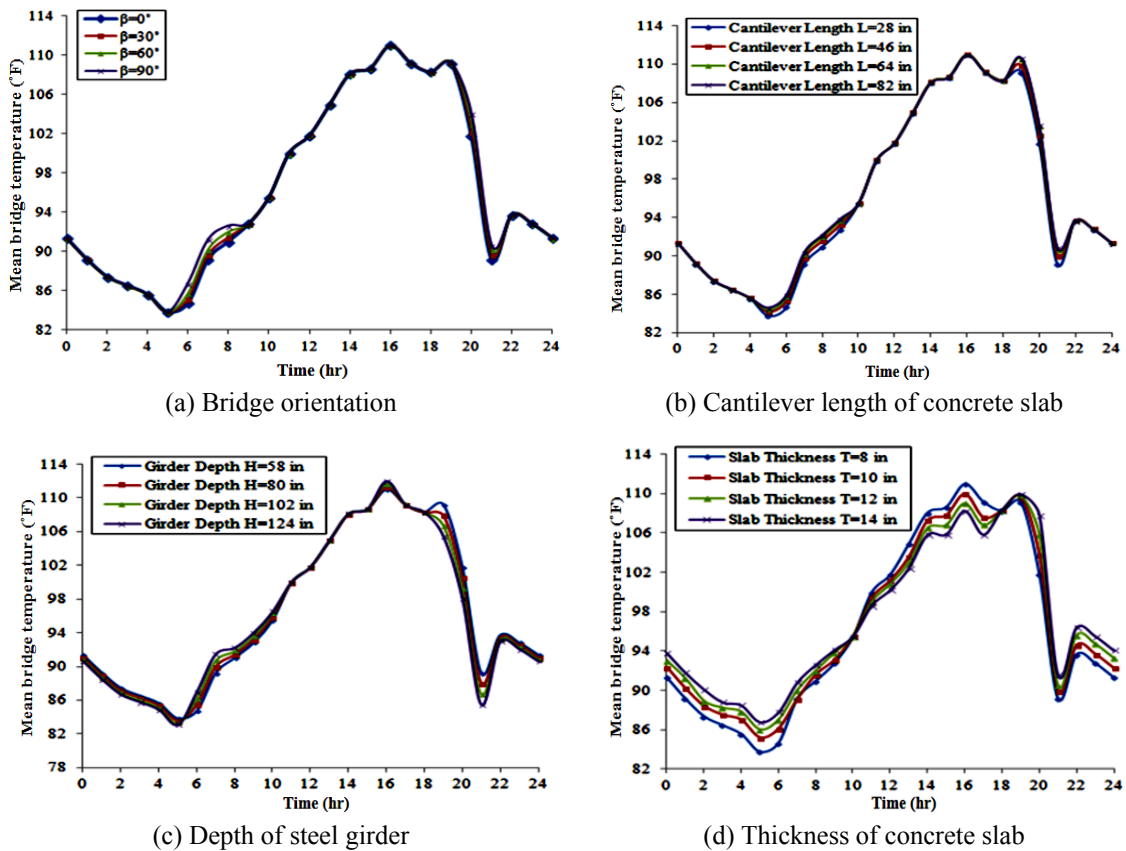 Mean bridge temperature (˚F)
114
110
106
102
98
94
90
86
82
β=0˚
β=30˚
β=60˚
β=90˚
0 2 4 6 8 10 12 14 16 18 20 22 24
Time (hr)
(a) Bridge orientation
Mean bridge temperature (˚F)
114
110
106
102
98
94
90
86
82
Cantilever Length L=28 in
Cantilever Length L=46 in
Cantilever Length L=64 in
Cantilever Length L=82 in
0 2 4 6 8 10 12 14 16 18 20 22 24
Time (hr)
(b) Cantilever length of concrete slab
Mean bridge temperature (˚F)
114
110
106
102
98
94
90
86
82
78
Girder Depth H=58 in
Girder Depth H=80 in
Girder Depth H=102 in
Girder Depth H=124 in
0 2 4 6 8 10 12 14 16 18 20 22 24
Time (hr)
(c) Depth of steel girder
Mean bridge temperature (˚F)
114
110
106
102
98
94
90
86
82
Slab Thickness T=8 in
Slab Thickness T=10 in
Slab Thickness T=12 in
Slab Thickness T=14 in
0 2 4 6 8 10 12 14 16 18 20 22 24
Time (hr)
(d) Thickness of concrete slab